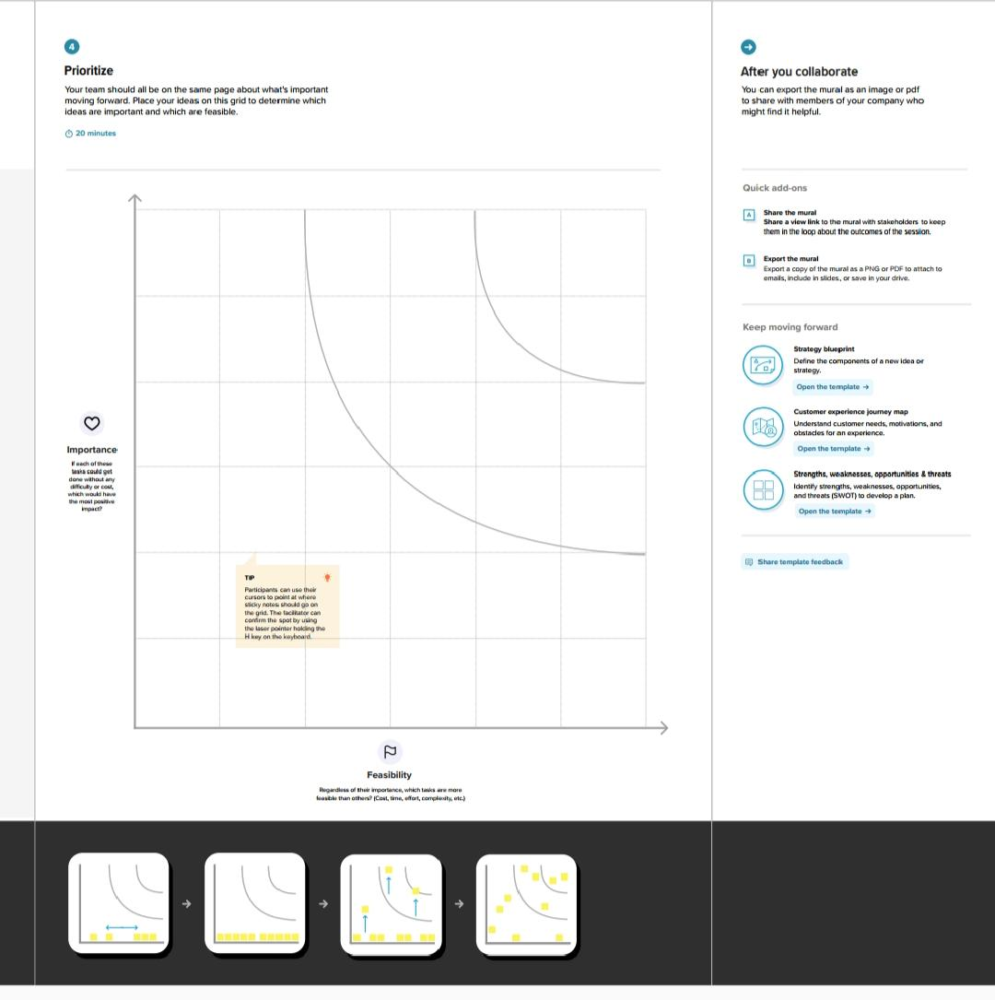 4
Prioritize
Your team should all be on the same page about what's important
moving forward. Place your ideas on this grid to determine which
ideas are important and which are feasible.
20 minutes
Importance
If each of these
tasks could get
done without any
difficulty or cost,
which would have
the most positive
impact?
TIP
Participants can use their
cursors to point at where
sticky notes should go on
the grid. The facilitator can
confirm the spot by using
the laser pointer holding the
H key on the keyboard.
Feasibility
Regardless of their importance, which tasks are more
feasible than others? (Cost, time, effort, complexity, etc.)
After you collaborate
You can export the mural as an image or pdf
to share with members of your company who
might find it helpful.
Quick add-ons
A
Share the mural
Share a view link to the mural with stakeholders to keep
them in the loop about the outcomes of the session.
B
Export the mural
Export a copy of the mural as a PNG or PDF to attach to
emails, include in slides, or save in your drive.
Keep moving forward
Strategy blueprint
Define the components of a new idea or
strategy.
Open the template →
Customer experience journey map
Understand customer needs, motivations, and
obstacles for an experience.
Open the template →
Strengths, weaknesses, opportunities & threats
Identify strengths, weaknesses, opportunities,
and threats (SWOT) to develop a plan.
Open the template →
Share template feedback